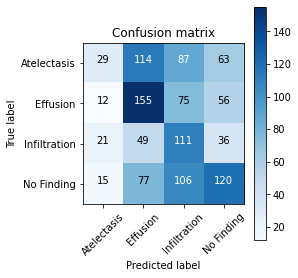 Confusion matrix
True label
Atelectasis 29 114 87 63
Effusion 12 155 75 56
Infiltration 21 49 111 36
No Finding 15 77 106 120
Atelectasis Effusion Infiltration No Finding
Predicted label
140
120
100
80
60
40
20